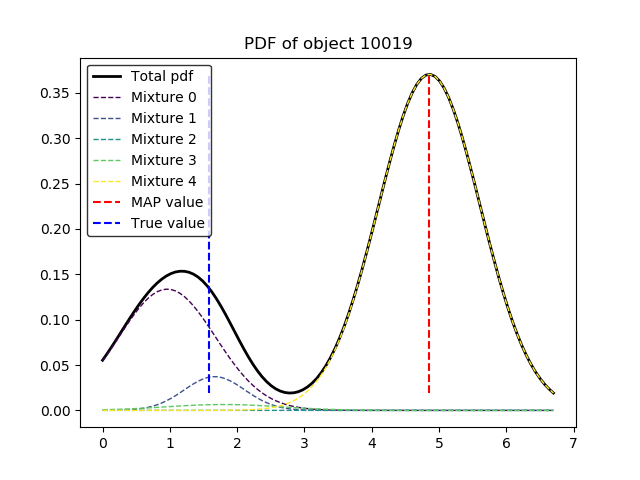 PDF of object 10019
Total pdf
Mixture 0
Mixture 1
Mixture 2
Mixture 3
Mixture 4
MAP value
True value
0.35
0.30
0.25
0.20
0.15
0.10
0.05
0.00
0 1 2 3 4 5 6 7